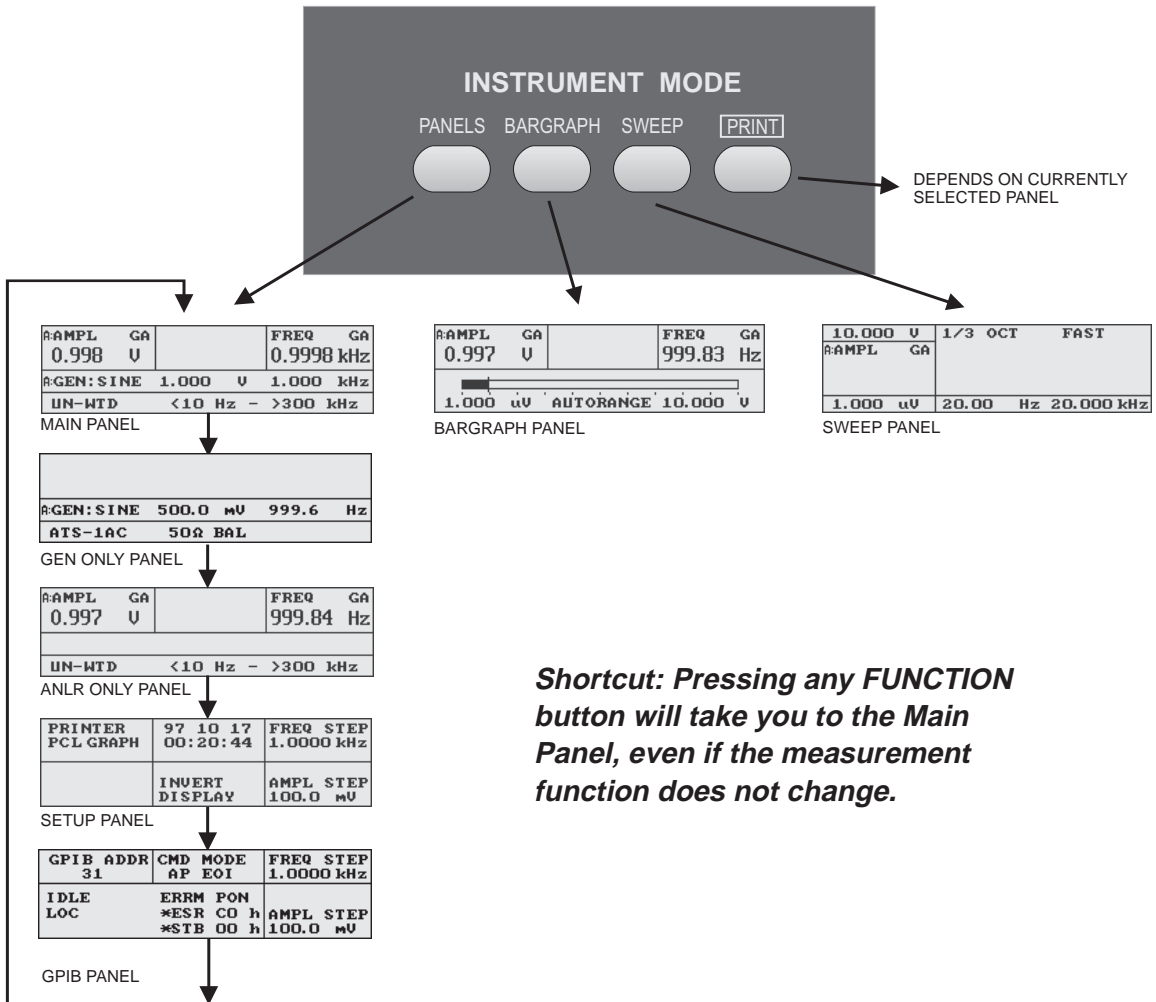 INSTRUMENT MODE
PANELS BARGRAPH SWEEP PRINT
DEPENDS ON CURRENTLY
SELECTED PANEL
A:AMPL GA FREQ GA
0.998 V 0.9998 kHz
A:GEN:SINE 1.000 V 1.000 kHz
UN-WTD <10 Hz - >300 kHz
MAIN PANEL
A:AMPL GA FREQ GA
0.997 V 999.83 Hz
1.000 uV AUTORANGE 10.000 V
BARGRAPH PANEL
10.000 V 1/3 OCT FAST
A:AMPL GA
1.000 uV 20.00 Hz 20.000 kHz
SWEEP PANEL
A:GEN:SINE 500.0 mV 999.6 Hz
ATS-1AC 50Ω BAL
GEN ONLY PANEL
A:AMPL GA FREQ GA
0.997 V 999.84 Hz
UN-WTD <10 Hz - >300 kHz
ANLR ONLY PANEL
PRINTER 97 10 17 FREQ STEP
PCL GRAPH 00:20:44 1.0000 kHz
INVERT AMPL STEP
DISPLAY 100.0 mV
SETUP PANEL
GPIB ADDR CMD MODE FREQ STEP
31 AP EOI 1.0000 kHz
IDLE ERRM PON
LOC *ESR C0 h AMPL STEP
*STB 00 h 100.0 mV
GPIB PANEL
Shortcut: Pressing any FUNCTION
button will take you to the Main
Panel, even if the measurement
function does not change.